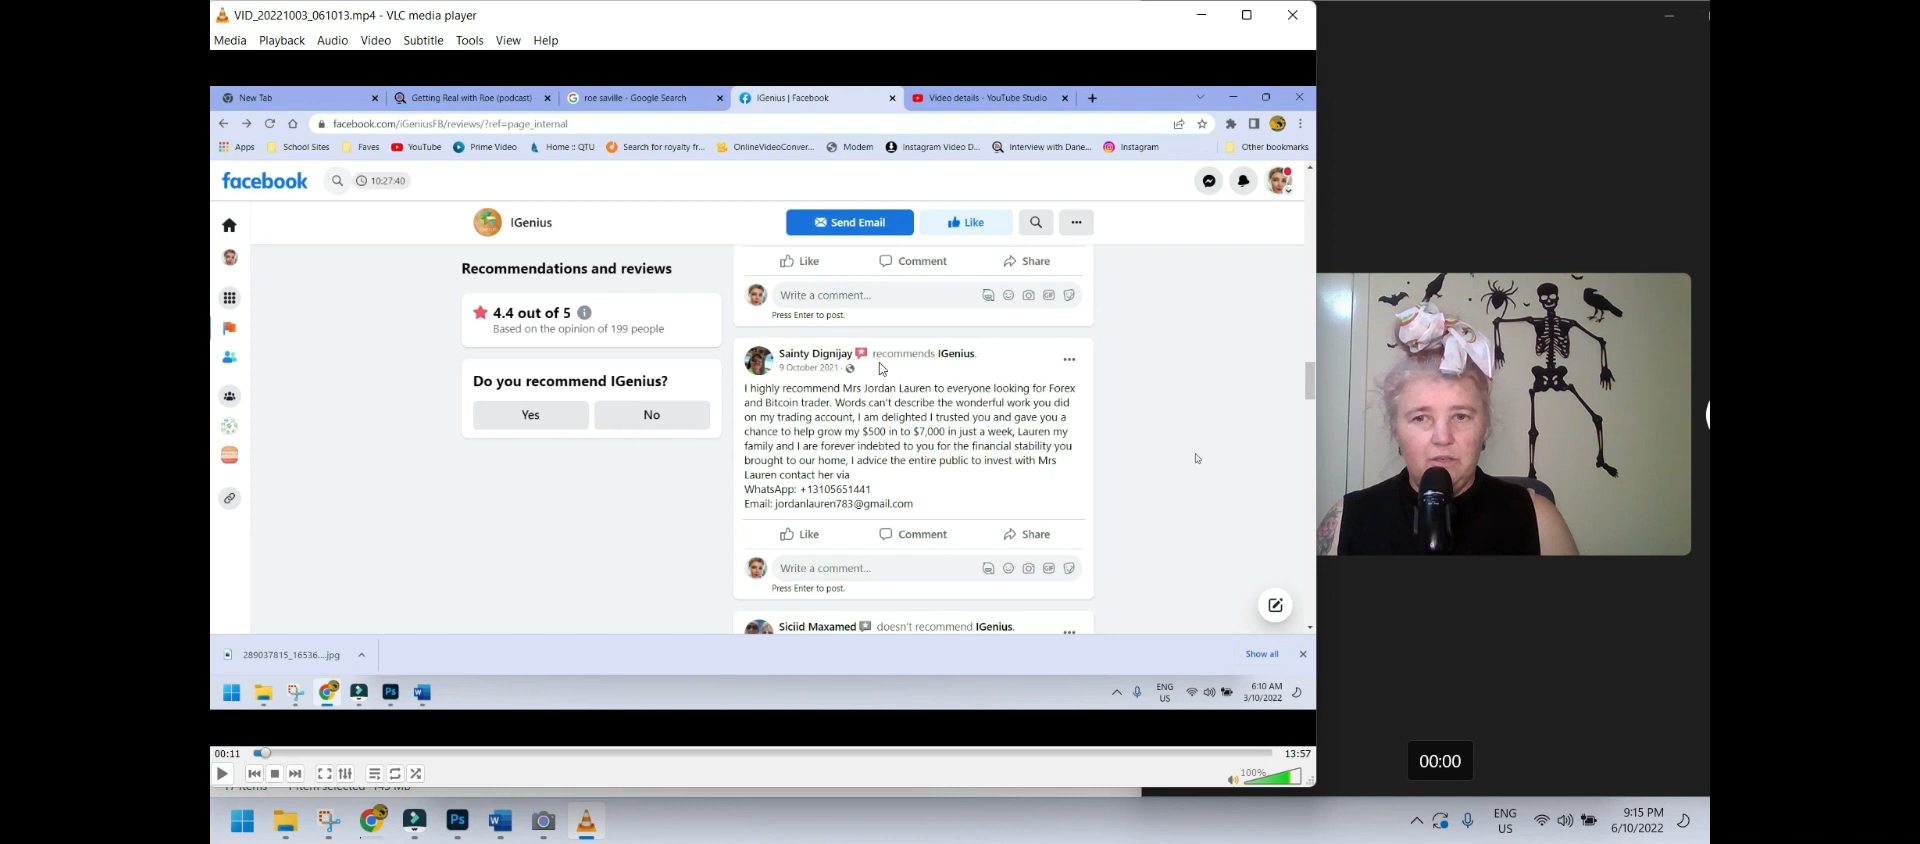 VID_20221003_061013.mp4 - VLC media player
Media Playback Audio Video Subtitle Tools View Help
New Tab
Getting Real with Roe (podcast)
roe saville - Google Search
IGenius | Facebook
Video details - YouTube Studio
facebook.com/iGeniusFB/reviews/?ref=page_internal
Apps School Sites Faves YouTube Prime Video Home :: QTU Search for royalty fr... OnlineVideoConver... Modem Instagram Video D... Interview with Dane... Instagram Other bookmarks
facebook
10:27:40
IGenius
Send Email
Like
Recommendations and reviews
4.4 out of 5
Based on the opinion of 199 people
Do you recommend IGenius?
Yes No
Like Comment Share
Write a comment...
GIF
Press Enter to post.
Sainty Dignijay recommends IGenius.
9 October 2021 ·
I highly recommend Mrs Jordan Lauren to everyone looking for Forex
and Bitcoin trader. Words can't describe the wonderful work you did
on my trading account, I am delighted I trusted you and gave you a
chance to help grow my $500 in to $7,000 in just a week, Lauren my
family and I are forever indebted to you for the financial stability you
brought to our home, I advice the entire public to invest with Mrs
Lauren contact her via
WhatsApp: +13105651441
Email: jordanlauren783@gmail.com
Like Comment Share
Write a comment...
GIF
Press Enter to post.
Siciid Maxamed doesn't recommend IGenius.
289037815_16536....jpg
Show all
Ps
ENG
US
6:10 AM
3/10/2022
00:11
13:57
100%
00:00
17 items 1 item selected 145 MB
Ps
ENG
US
9:15 PM
6/10/2022